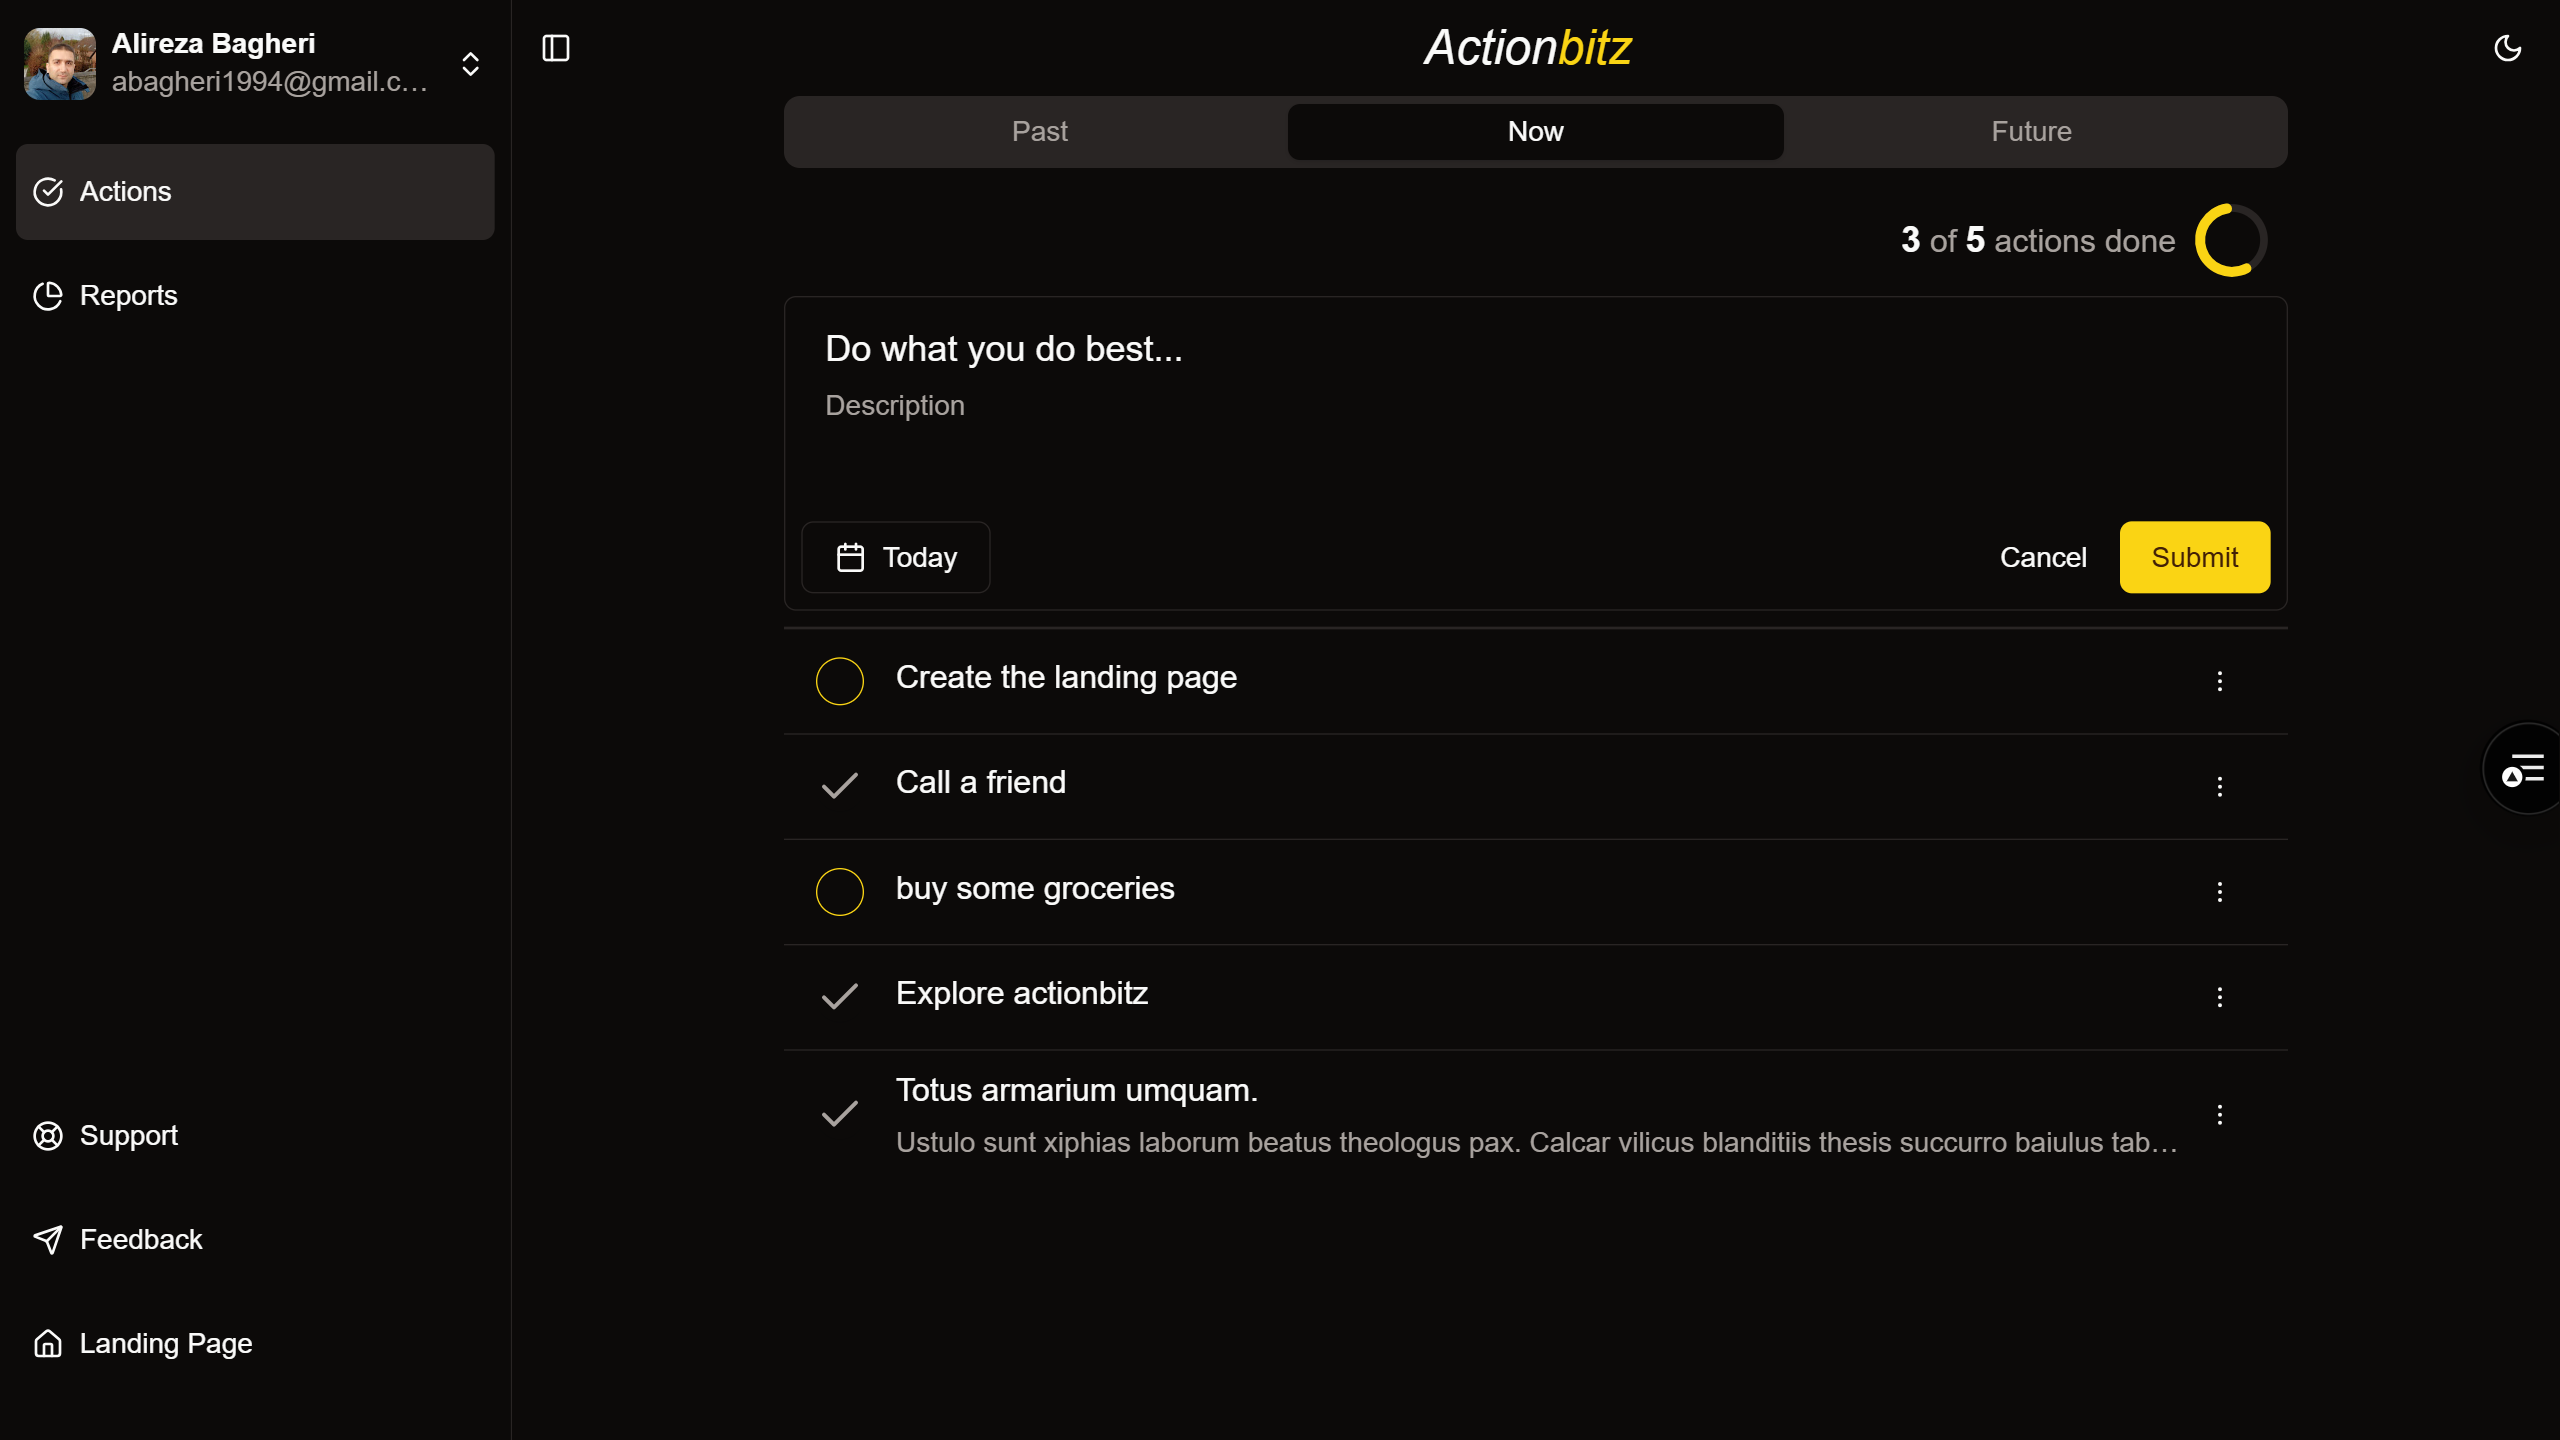 Alireza Bagheri
abagheri1994@gmail.c...
Actions
Reports
Support
Feedback
Landing Page
Actionbitz
Past
Now
Future
3 of 5 actions done
Do what you do best...
Description
Today
Cancel
Submit
Create the landing page
Call a friend
buy some groceries
Explore actionbitz
Totus armarium umquam.
Ustulo sunt xiphias laborum beatus theologus pax. Calcar vilicus blanditiis thesis succurro baiulus tab...